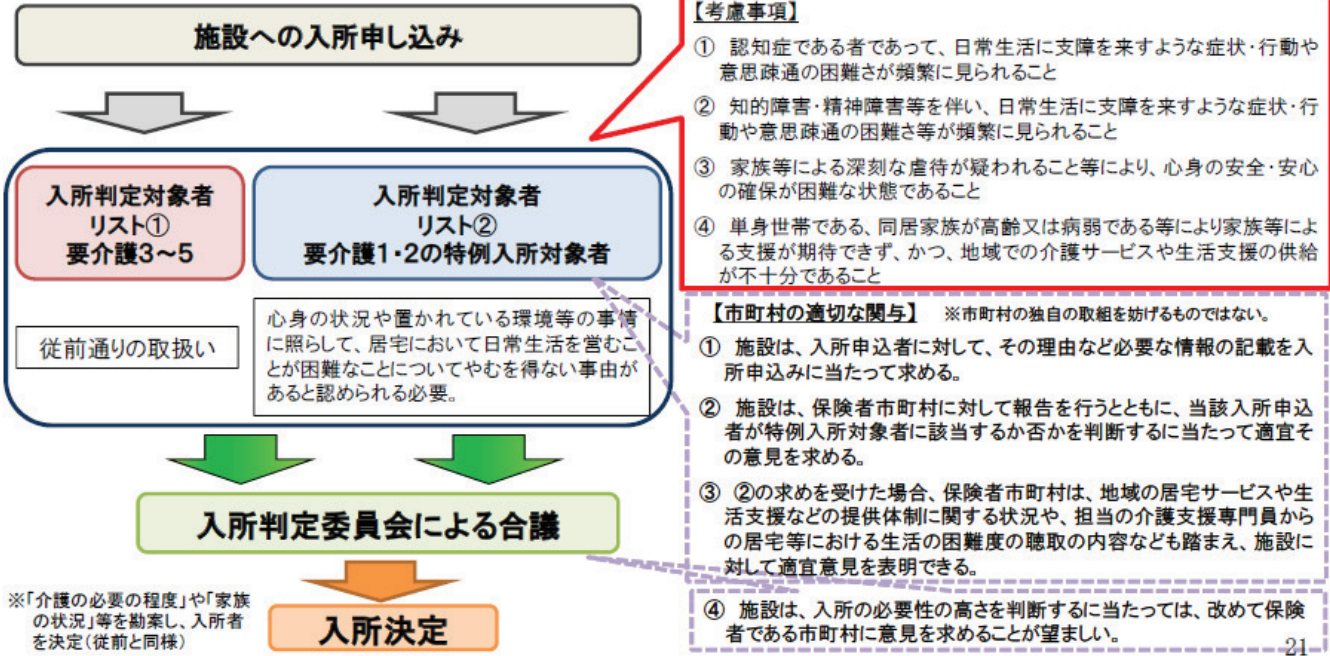 施設への入所申し込み
入所判定対象者
リスト①
要介護3～5
入所判定対象者
リスト②
要介護1・2の特例入所対象者
従前通りの取扱い
心身の状況や置かれている環境等の事情
に照らして、居宅において日常生活を営むこ
とが困難なことについてやむを得ない事由が
あると認められる必要。
入所判定委員会による合議
※「介護の必要の程度」や「家族
の状況」等を勘案し、入所者
を決定(従前と同様)
入所決定
【考慮事項】
① 認知症である者であって、日常生活に支障を来すような症状・行動や
意思疎通の困難さが頻繁に見られること
② 知的障害・精神障害等を伴い、日常生活に支障を来すような症状・行
動や意思疎通の困難さ等が頻繁に見られること
③ 家族等による深刻な虐待が疑われること等により、心身の安全・安心
の確保が困難な状態であること
④ 単身世帯である、同居家族が高齢又は病弱である等により家族等によ
る支援が期待できず、かつ、地域での介護サービスや生活支援の供給
が不十分であること
【市町村の適切な関与】 ※市町村の独自の取組を妨げるものではない。
① 施設は、入所申込者に対して、その理由など必要な情報の記載を入
所申込みに当たって求める。
② 施設は、保険者市町村に対して報告を行うとともに、当該入所申込
者が特例入所対象者に該当するか否かを判断するに当たって適宜そ
の意見を求める。
③ ②の求めを受けた場合、保険者市町村は、地域の居宅サービスや生
活支援などの提供体制に関する状況や、担当の介護支援専門員から
の居宅等における生活の困難度の聴取の内容なども踏まえ、施設に
対して適宜意見を表明できる。
④ 施設は、入所の必要性の高さを判断するに当たっては、改めて保険
者である市町村に意見を求めることが望ましい。
21